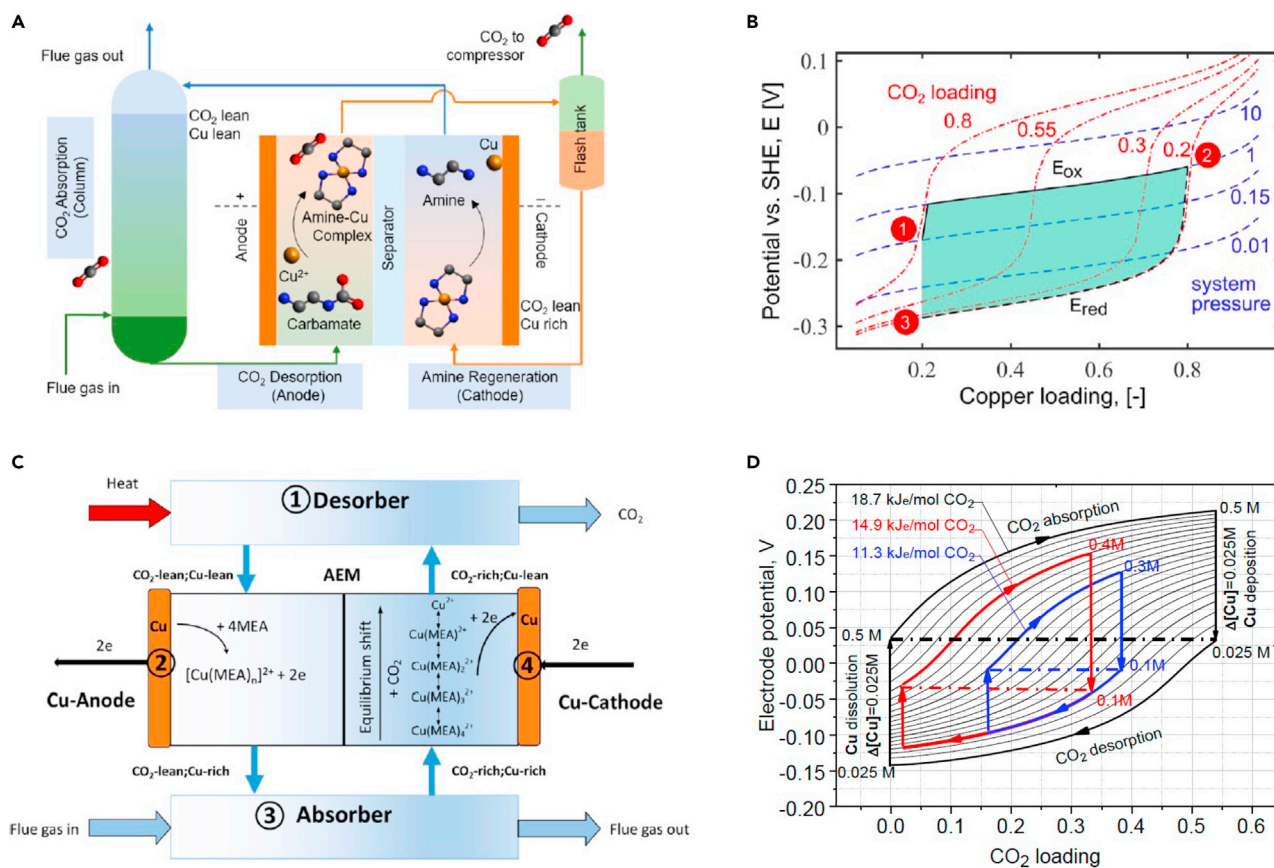 A
Flue gas out
CO2 to
compressor
CO2 lean
Cu lean
CO2 Absorption
(Column)
Flash tank
Cu
Amine-Cu
Complex
Amine
Anode
+
Separator
–
Cathode
Cu2+
Carbamate
CO2 lean
Cu rich
Flue gas in
CO2 Desorption
(Anode)
Amine Regeneration
(Cathode)
B
Potential vs. SHE, E [V]
0.1
0
-0.1
-0.2
-0.3
CO2 loading
0.8
0.55
0.3
0.2
2
10
1
0.15
0.01
Eox
1
system
pressure
Ered
3
0.2
0.4
0.6
0.8
Copper loading, [-]
C
Heat
1 Desorber
CO2
CO2-lean;Cu-lean
AEM
CO2-rich;Cu-lean
Cu
+ 4MEA
2e
2
[Cu(MEA)n]2+ + 2e
Cu-Anode
Equilibrium shift
+ CO2
Cu2+
Cu(MEA)2+
Cu(MEA)22+
Cu(MEA)32+
Cu(MEA)42+
+ 2e
Cu
4
2e
Cu-Cathode
CO2-lean;Cu-rich
CO2-rich;Cu-rich
Flue gas in
3 Absorber
Flue gas out
D
Electrode potential, V
0.25
0.20
0.15
0.10
0.05
0.00
-0.05
-0.10
-0.15
-0.20
18.7 kJe/mol CO2
14.9 kJe/mol CO2
11.3 kJe/mol CO2
CO2 absorption
0.5 M
0.4M
0.3M
Δ[Cu]=0.025M
Cu deposition
0.5 M
0.025 M
0.1M
0.1M
Cu dissolution
Δ[Cu]=0.025M
0.025 M
CO2 desorption
0.0
0.1
0.2
0.3
0.4
0.5
0.6
CO2 loading